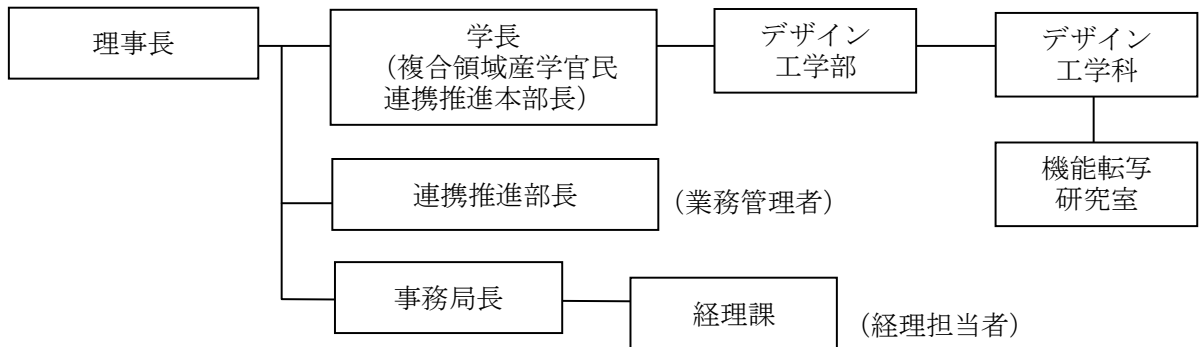 理事長
学長
（複合領域産学官民
連携推進本部長）
デザイン
工学部
デザイン
工学科
機能転写
研究室
連携推進部長
（業務管理者）
事務局長
経理課
（経理担当者）